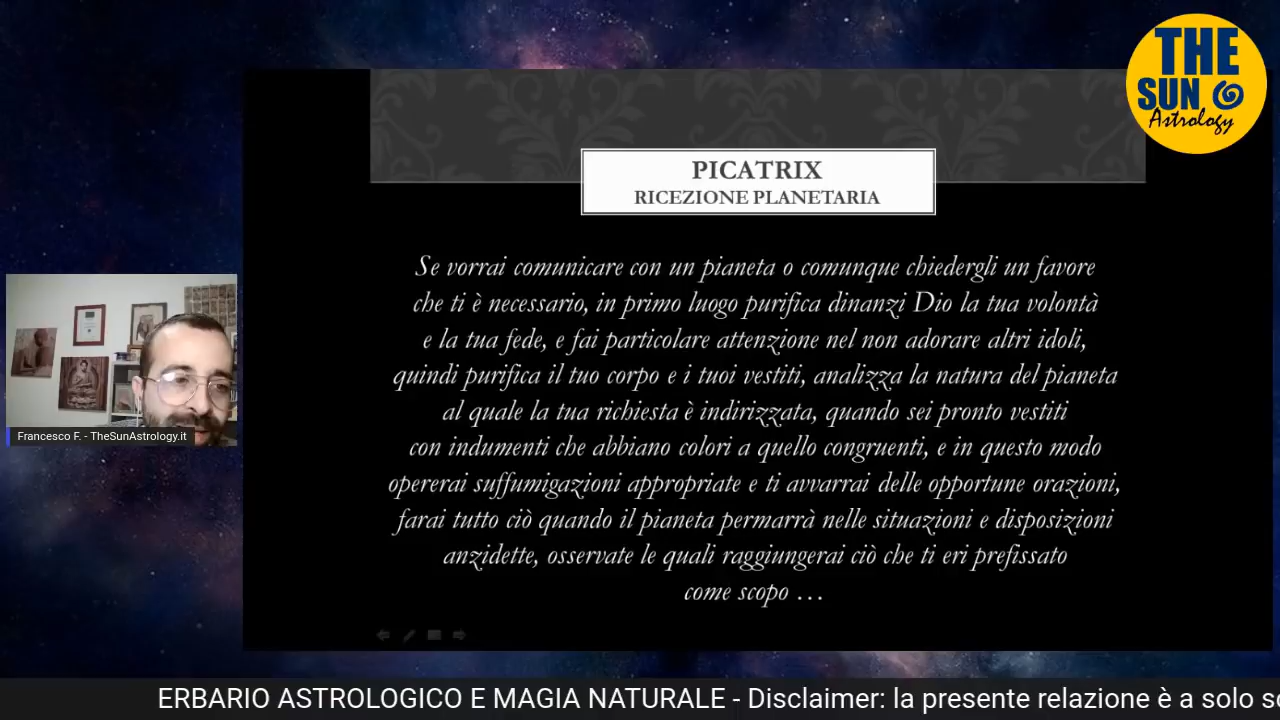 THE
SUN
Astrology
PICATRIX
RICEZIONE PLANETARIA
Se vorrai comunicare con un pianeta o comunque chiedergli un favore
che ti è necessario, in primo luogo purifica dinanzi Dio la tua volontà
e la tua fede, e fai particolare attenzione nel non adorare altri idoli,
quindi purifica il tuo corpo e i tuoi vestiti, analizza la natura del pianeta
al quale la tua richiesta è indirizzata, quando sei pronto vestiti
con indumenti che abbiano colori a quello congruenti, e in questo modo
opererai suffumigazioni appropriate e ti avvarrai delle opportune orazioni,
farai tutto ciò quando il pianeta permarrà nelle situazioni e disposizioni
anzidette, osservate le quali raggiungerai ciò che ti eri prefissato
come scopo …
Francesco F. - TheSunAstrology.it
ERBARIO ASTROLOGICO E MAGIA NATURALE - Disclaimer: la presente relazione è a solo sc